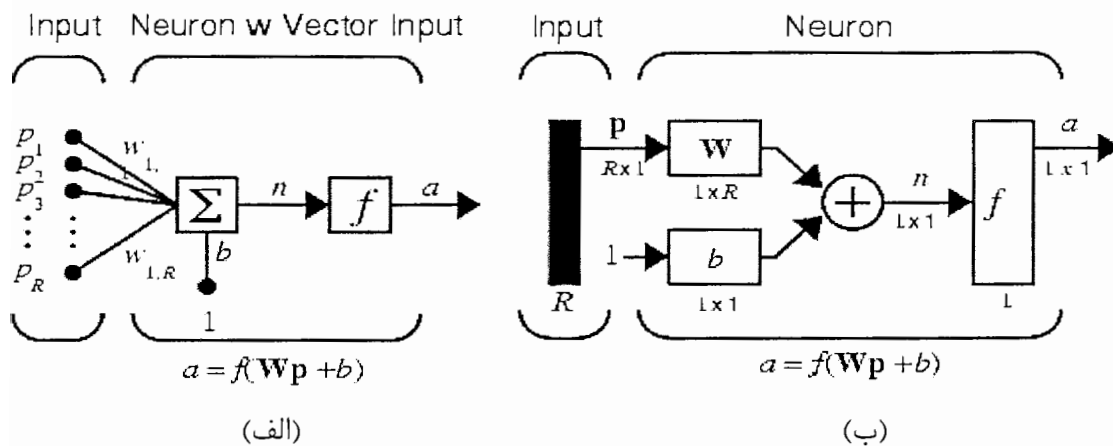 Input Neuron w Vector Input
p1
p2
p3
pR
w1,1
w1,R
Σ
n
f
a
b
1
a = f(Wp + b)
(الف)
Input Neuron
p
R x 1
W
1 x R
1
b
1 x 1
R
n
1 x 1
f
1
a
1 x 1
a = f(Wp + b)
(ب)